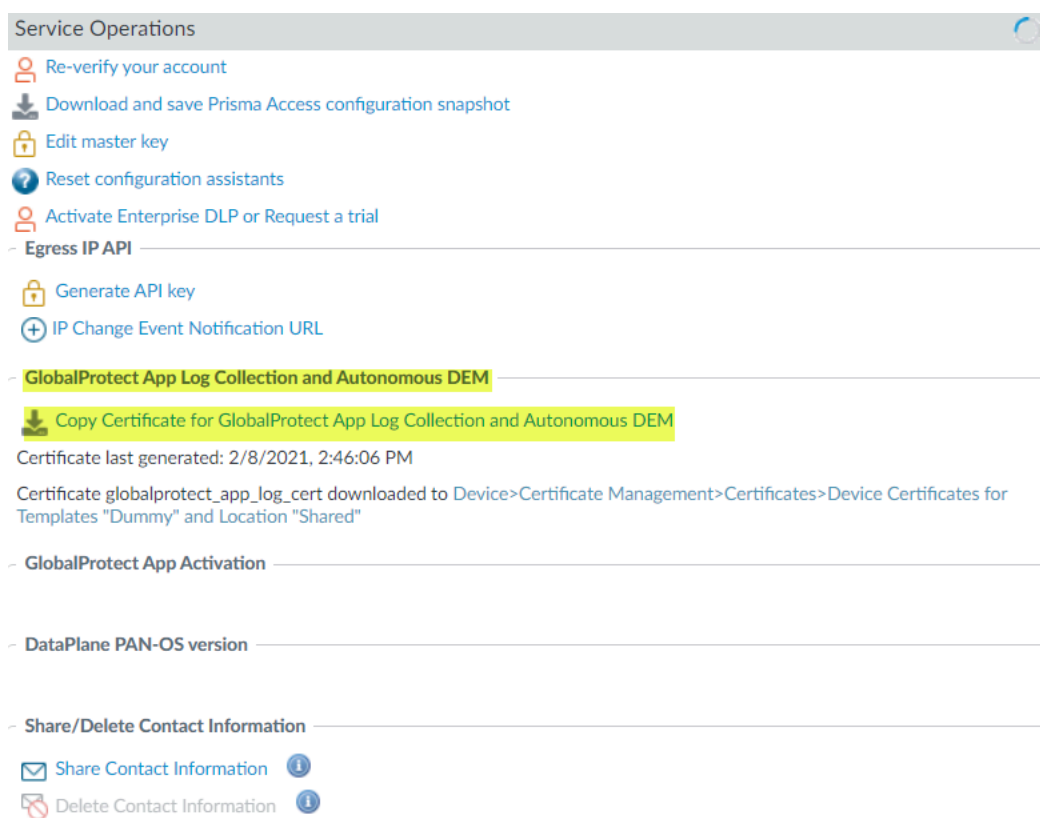 Service Operations
Re-verify your account
Download and save Prisma Access configuration snapshot
Edit master key
Reset configuration assistants
Activate Enterprise DLP or Request a trial
Egress IP API
Generate API key
IP Change Event Notification URL
GlobalProtect App Log Collection and Autonomous DEM
Copy Certificate for GlobalProtect App Log Collection and Autonomous DEM
Certificate last generated: 2/8/2021, 2:46:06 PM
Certificate globalprotect_app_log_cert downloaded to Device>Certificate Management>Certificates>Device Certificates for
Templates "Dummy" and Location "Shared"
GlobalProtect App Activation
DataPlane PAN-OS version
Share/Delete Contact Information
Share Contact Information
Delete Contact Information